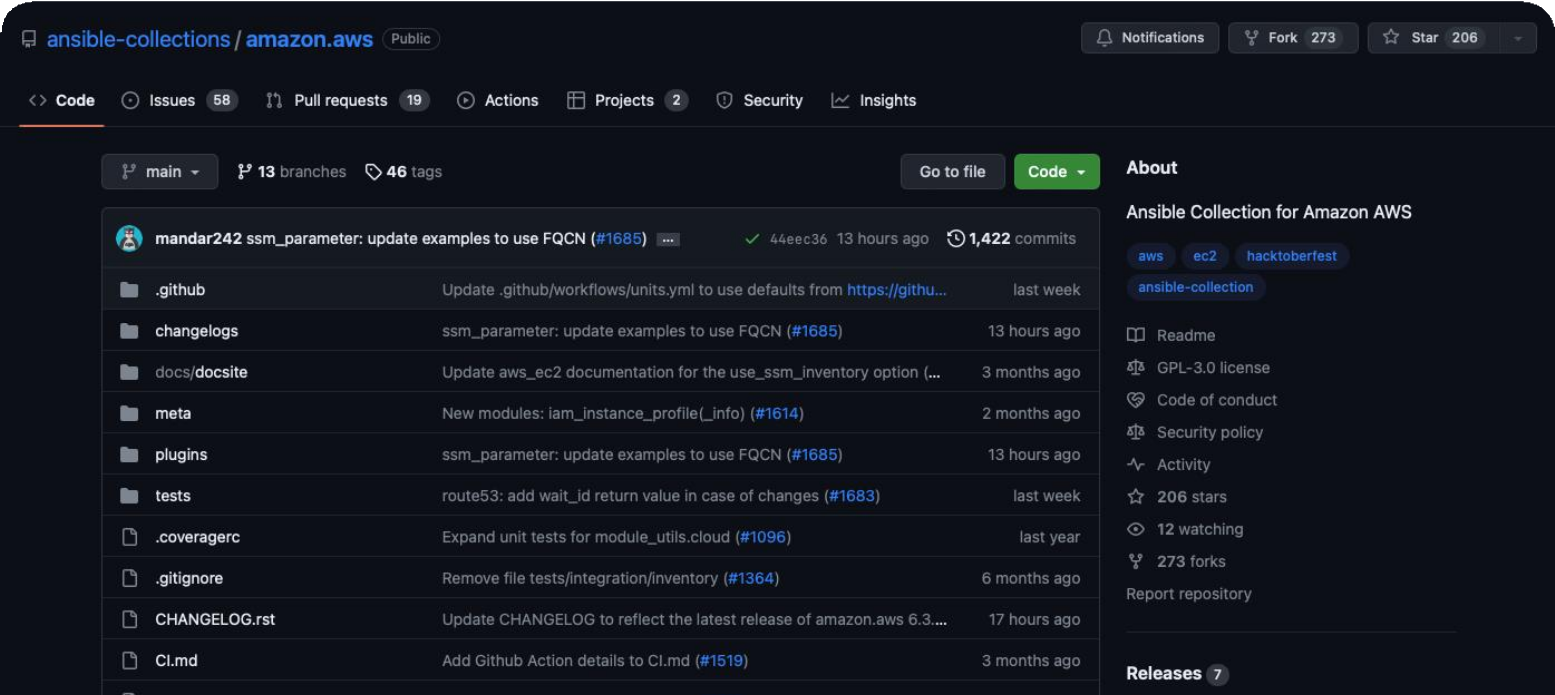 ansible-collections / amazon.aws Public Notifications Fork 273 Star 206
Code Issues 58 Pull requests 19 Actions Projects 2 Security Insights
main 13 branches 46 tags Go to file Code
mandar242 ssm_parameter: update examples to use FQCN (#1685) ... 44eec36 13 hours ago 1,422 commits
.github Update .github/workflows/units.yml to use defaults from https://githu... last week
changelogs ssm_parameter: update examples to use FQCN (#1685) 13 hours ago
docs/docsite Update aws_ec2 documentation for the use_ssm_inventory option (... 3 months ago
meta New modules: iam_instance_profile(_info) (#1614) 2 months ago
plugins ssm_parameter: update examples to use FQCN (#1685) 13 hours ago
tests route53: add wait_id return value in case of changes (#1683) last week
.coveragerc Expand unit tests for module_utils.cloud (#1096) last year
.gitignore Remove file tests/integration/inventory (#1364) 6 months ago
CHANGELOG.rst Update CHANGELOG to reflect the latest release of amazon.aws 6.3.... 17 hours ago
CI.md Add Github Action details to CI.md (#1519) 3 months ago
About
Ansible Collection for Amazon AWS
aws ec2 hacktoberfest
ansible-collection
Readme
GPL-3.0 license
Code of conduct
Security policy
Activity
206 stars
12 watching
273 forks
Report repository
Releases 7